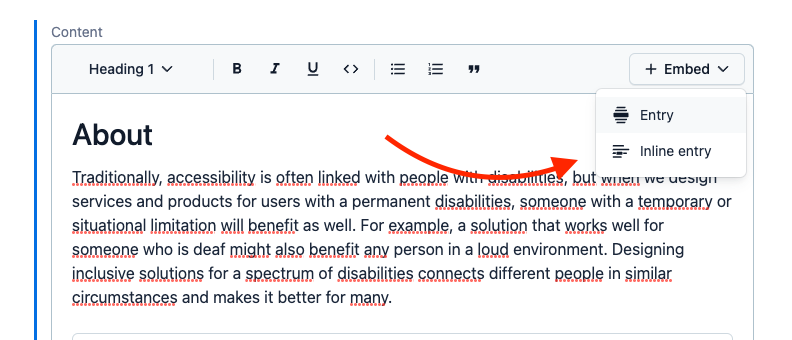 Content
Heading 1 B I U <> + Embed
Entry
Inline entry
About
Traditionally, accessibility is often linked with people with disabilities, but when we design
services and products for users with a permanent disabilities, someone with a temporary or
situational limitation will benefit as well. For example, a solution that works well for
someone who is deaf might also benefit any person in a loud environment. Designing
inclusive solutions for a spectrum of disabilities connects different people in similar
circumstances and makes it better for many.